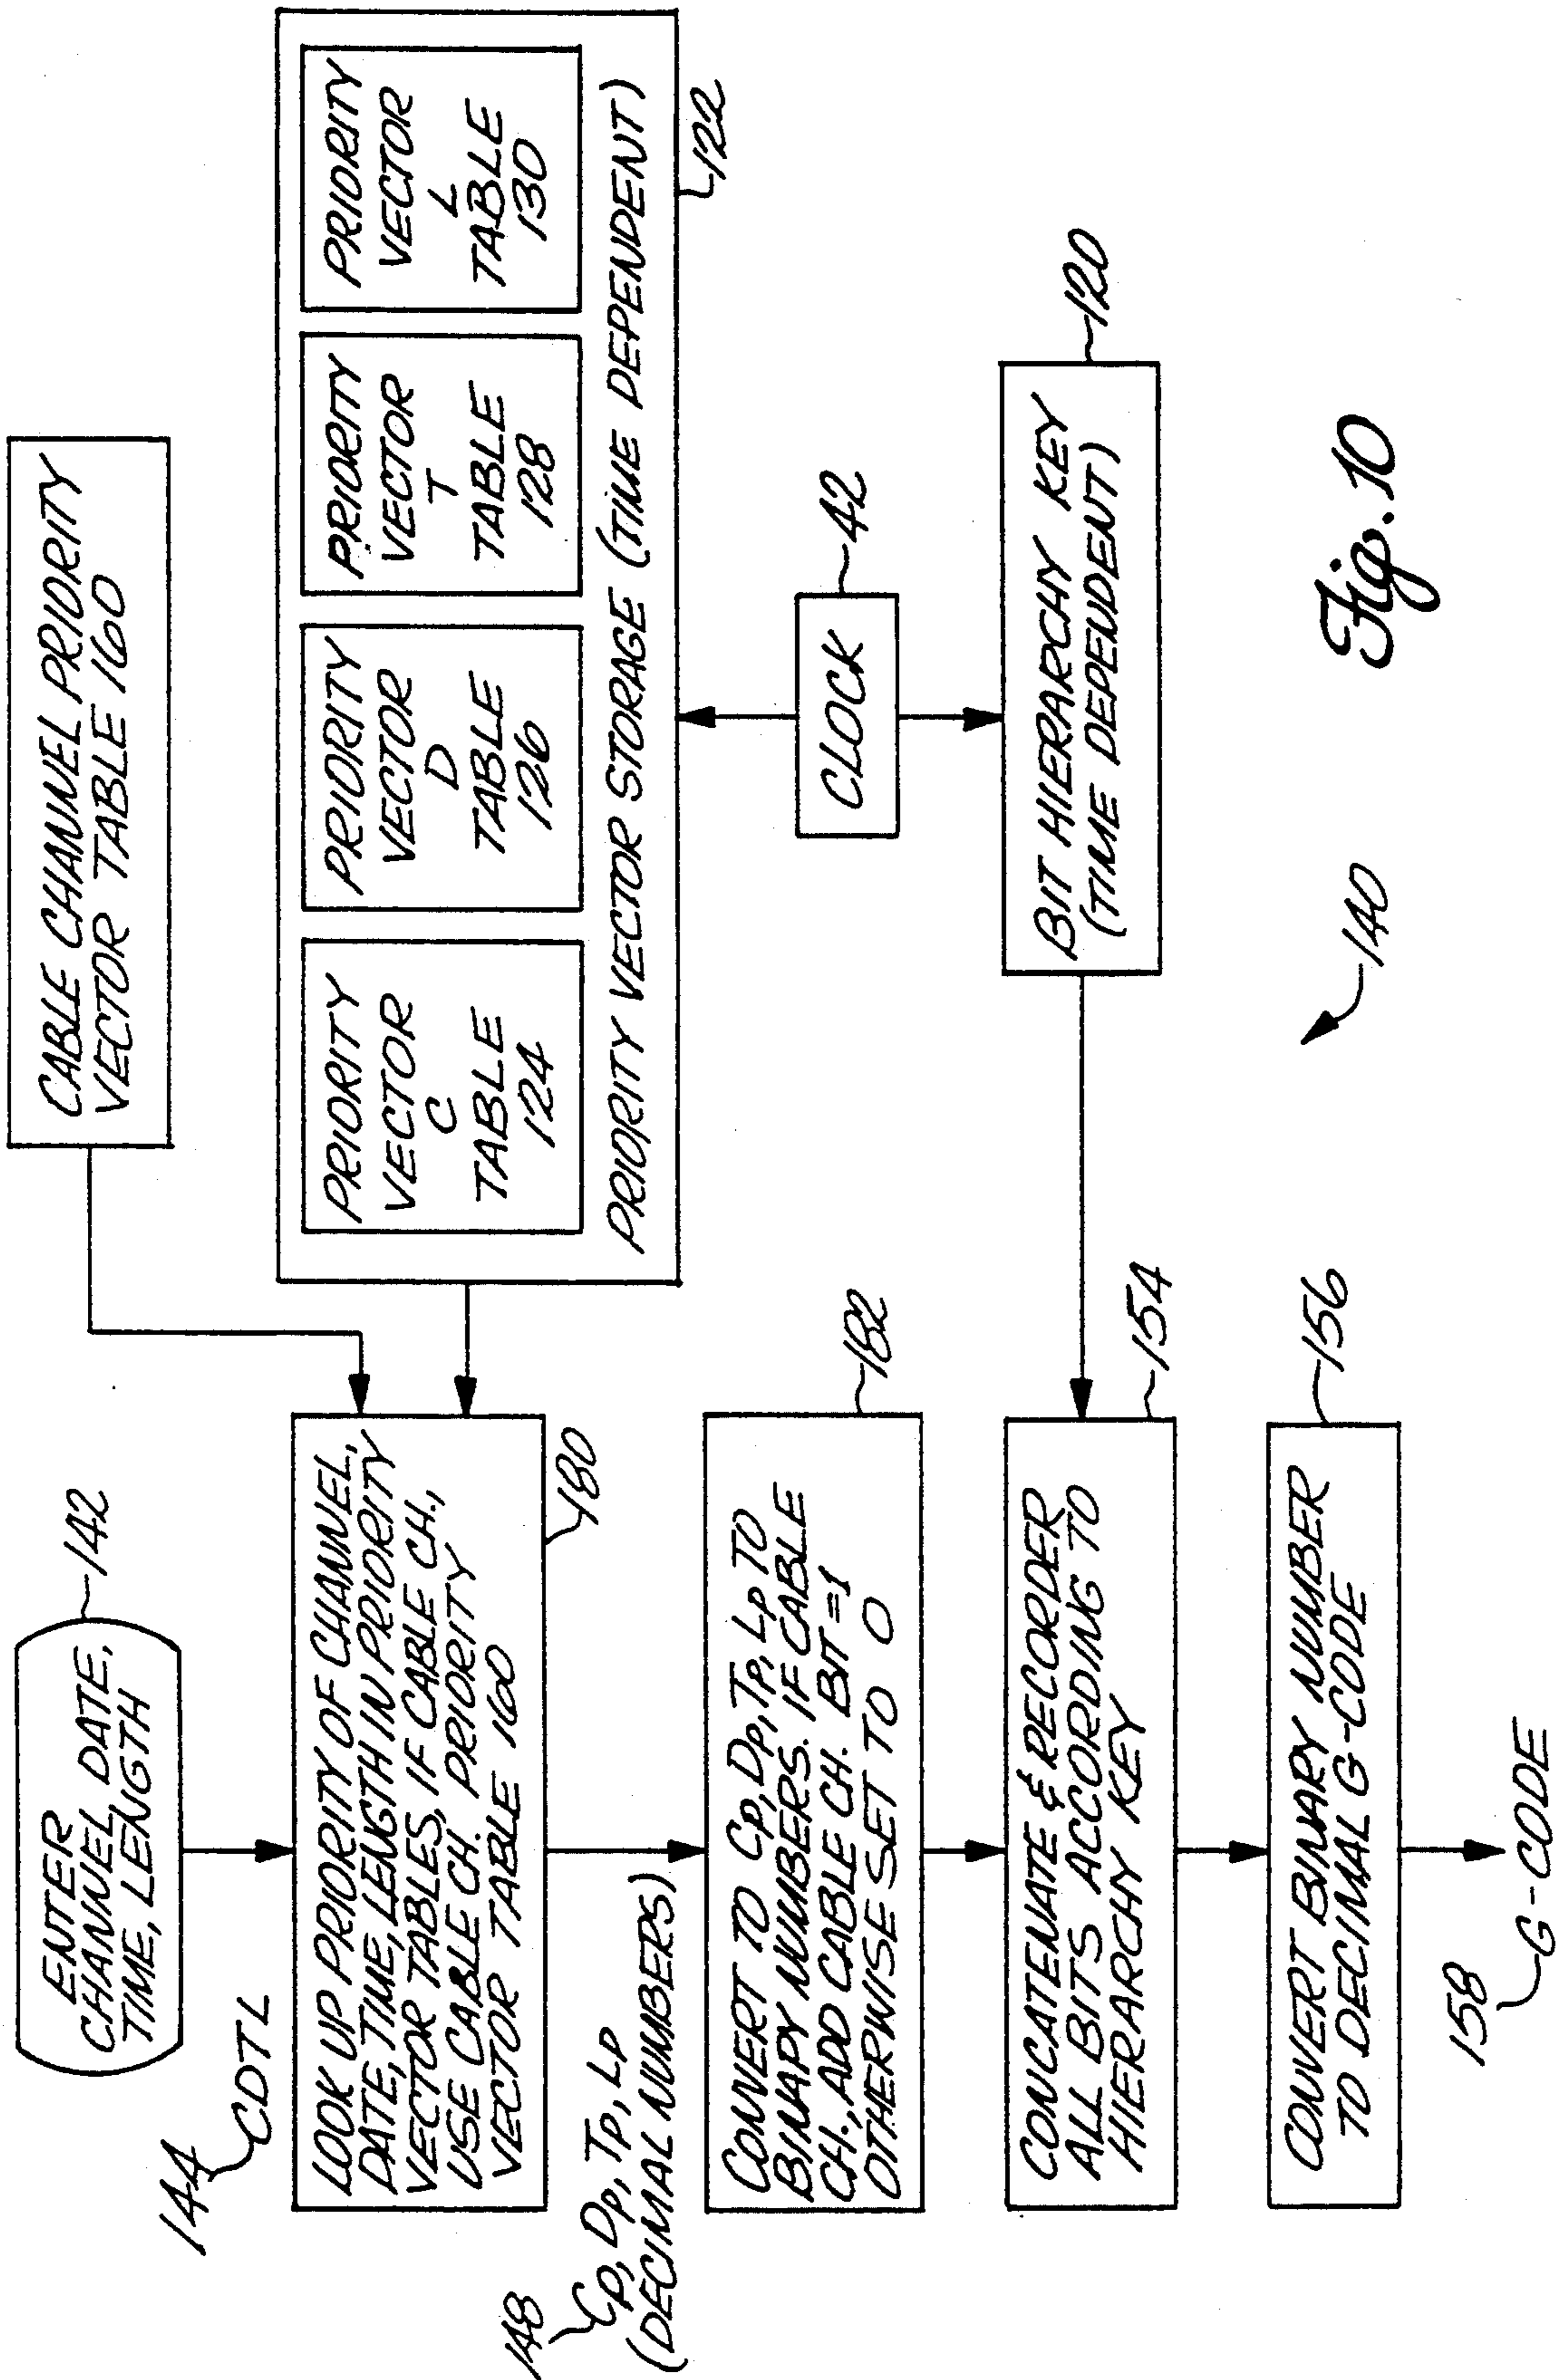 ENTER
CHANNEL, DATE,
TIME, LENGTH
142
144
CDTL
LOOK UP PRIORITY OF CHANNEL,
DATE, TIME, LENGTH IN PRIORITY
VECTOR TABLES, IF CABLE CH.,
USE CABLE CH. PRIORITY
VECTOR TABLE 160
180
148
Cp, Dp, Tp, Lp
(DECIMAL NUMBERS)
CONVERT TO Cp, Dp, Tp, Lp TO
BINARY NUMBERS. IF CABLE
CH., ADD CABLE CH. BIT = 1
OTHERWISE SET TO 0
182
CONCATENATE & RECORDER
ALL BITS ACCORDING TO
HIERARCHY KEY
154
CONVERT BINARY NUMBER
TO DECIMAL G-CODE
156
158
G-CODE
CABLE CHANNEL PRIORITY
VECTOR TABLE 160
PRIORITY
VECTOR
C
TABLE
124
PRIORITY
VECTOR
D
TABLE
126
PRIORITY
VECTOR
T
TABLE
128
PRIORITY
VECTOR
L
TABLE
130
PRIORITY VECTOR STORAGE (TIME DEPENDENT)
122
CLOCK
42
BIT HIERARCHY KEY
(TIME DEPENDENT)
120
140
Fig. 10